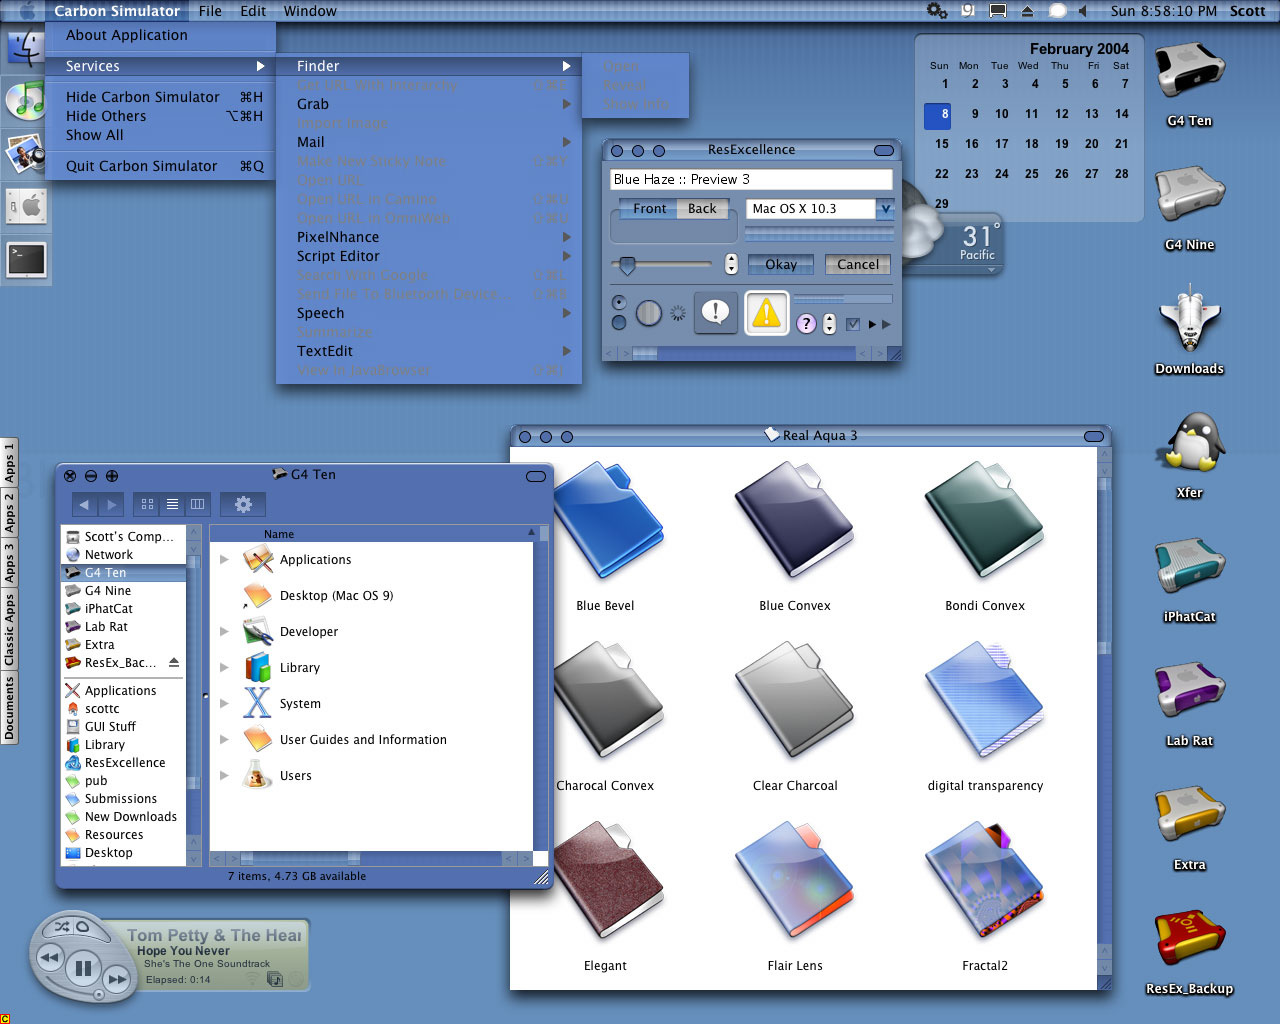 Carbon Simulator File Edit Window
Sun 8:58:10 PM Scott
About Application
Services
Hide Carbon Simulator ⌘H
Hide Others ⌥⌘H
Show All
Quit Carbon Simulator ⌘Q
Finder
Grab
Import Image
Mail
Make New Sticky Note
Open URL
Open URL in Camino
Open URL in OmniWeb
PixelNhance
Script Editor
Search With Google
Send File To Bluetooth Device...
Speech
Summarize
TextEdit
View in JavaBrowser
Open
Reveal
Show Info
ResExcellence
Blue Haze :: Preview 3
Front Back
Mac OS X 10.3
Okay Cancel
February 2004
Sun Mon Tue Wed Thu Fri Sat
1 2 3 4 5 6 7
8 9 10 11 12 13 14
15 16 17 18 19 20 21
22 23 24 25 26 27 28
29
31°
Pacific
G4 Ten
G4 Nine
Downloads
Xfer
iPhatCat
Lab Rat
Extra
ResEx_Backup
Apps 1
Apps 2
Apps 3
Classic Apps
Documents
G4 Ten
Scott's Comp...
Network
G4 Ten
G4 Nine
iPhatCat
Lab Rat
Extra
ResEx_Bac...
Applications
scottc
GUI Stuff
Library
ResExcellence
pub
Submissions
New Downloads
Resources
Desktop
Name
Applications
Desktop (Mac OS 9)
Developer
Library
System
User Guides and Information
Users
7 items, 4.73 GB available
Real Aqua 3
Blue Bevel
Blue Convex
Bondi Convex
Charocal Convex
Clear Charcoal
digital transparency
Elegant
Flair Lens
Fractal2
Tom Petty & The Hear
Hope You Never
She's The One Soundtrack
Elapsed: 0:14
C